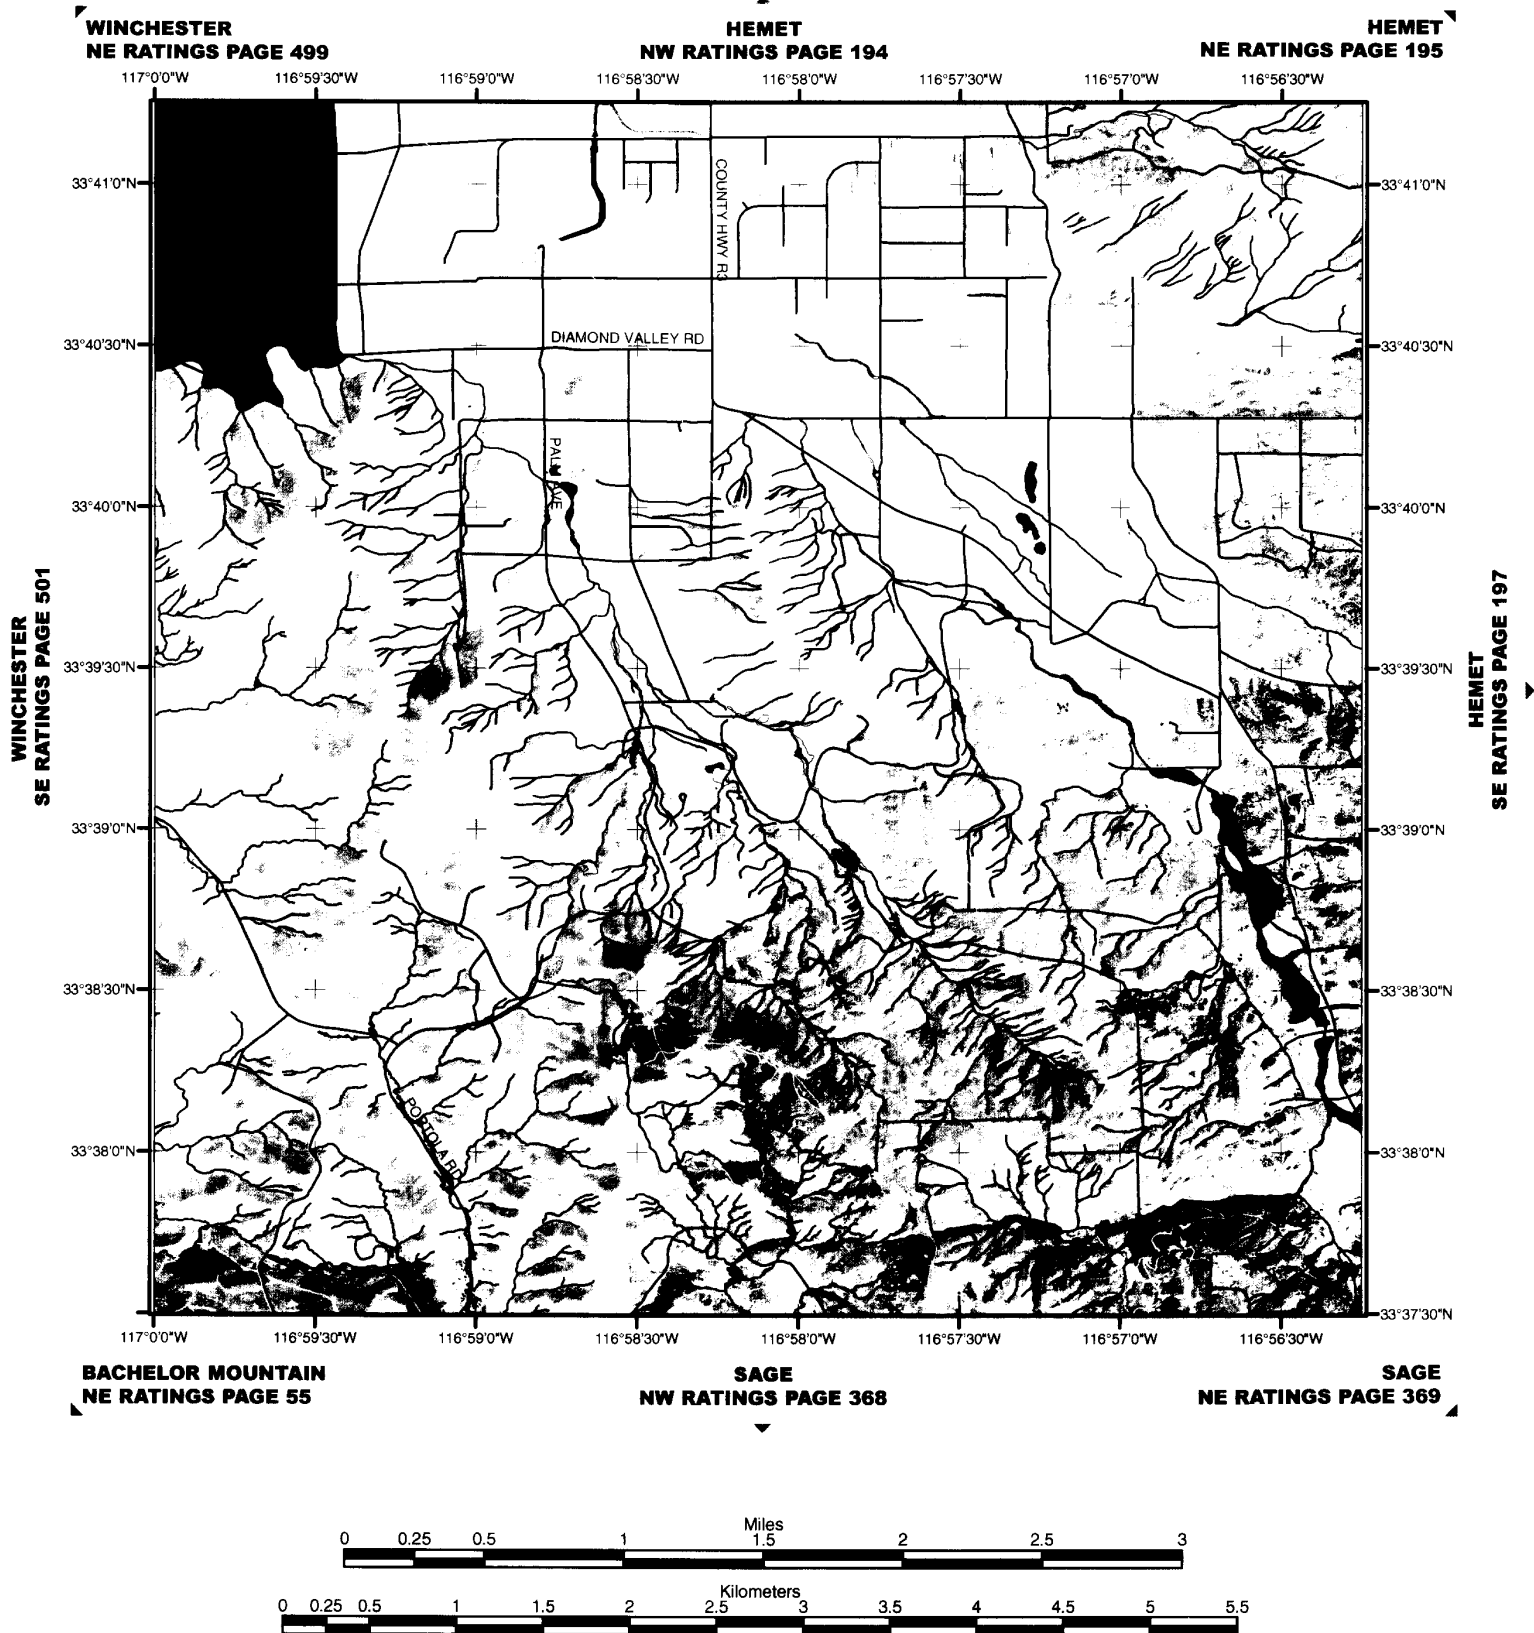 WINCHESTER
NE RATINGS PAGE 499
HEMET
NW RATINGS PAGE 194
HEMET
NE RATINGS PAGE 195
117°0'0"W
116°59'30"W
116°59'0"W
116°58'30"W
116°58'0"W
116°57'30"W
116°57'0"W
116°56'30"W
33°41'0"N
33°41'0"N
COUNTY HWY R3
DIAMOND VALLEY RD
33°40'30"N
33°40'30"N
PALM AVE
33°40'0"N
33°40'0"N
WINCHESTER
SE RATINGS PAGE 501
HEMET
SE RATINGS PAGE 197
33°39'30"N
33°39'30"N
33°39'0"N
33°39'0"N
33°38'30"N
33°38'30"N
PORTOLA RD
33°38'0"N
33°38'0"N
33°37'30"N
117°0'0"W
116°59'30"W
116°59'0"W
116°58'30"W
116°58'0"W
116°57'30"W
116°57'0"W
116°56'30"W
BACHELOR MOUNTAIN
NE RATINGS PAGE 55
SAGE
NW RATINGS PAGE 368
SAGE
NE RATINGS PAGE 369
Miles
0 0.25 0.5 1 1.5 2 2.5 3
Kilometers
0 0.25 0.5 1 1.5 2 2.5 3 3.5 4 4.5 5 5.5